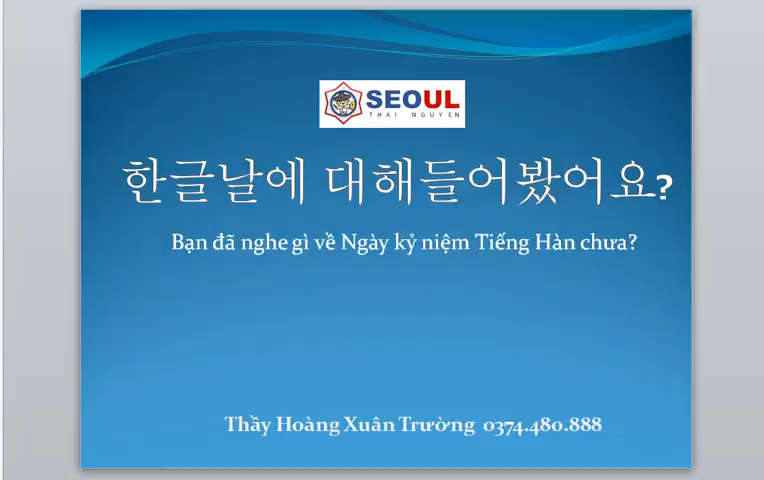 SEOUL
THAI NGUYEN
한글날에 대해들어봤어요?
Bạn đã nghe gì về Ngày kỷ niệm Tiếng Hàn chưa?
Thầy Hoàng Xuân Trường 0374.480.888